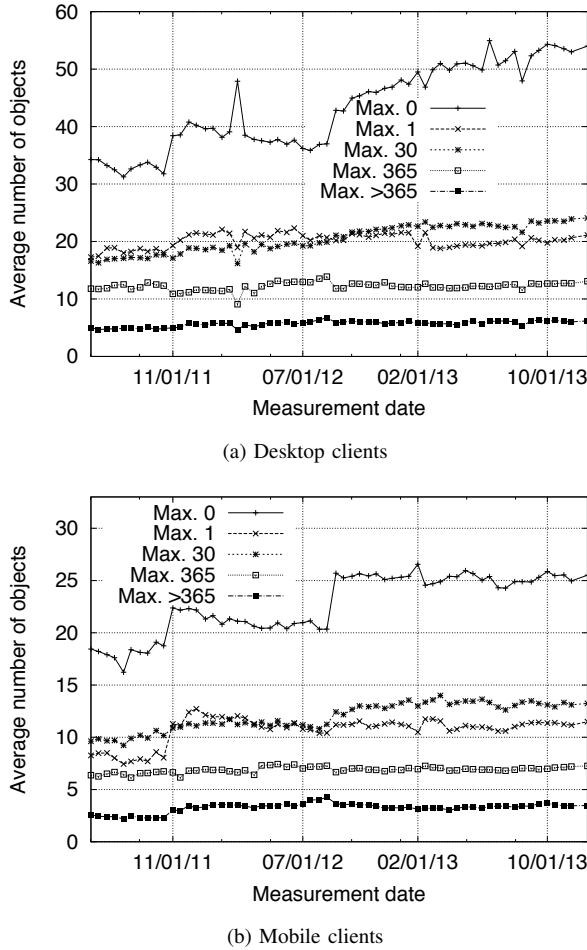 60
50
40
30
20
10
0
Average number of objects
Max. 0
Max. 1
Max. 30
Max. 365
Max. >365
11/01/11 07/01/12 02/01/13 10/01/13
Measurement date
(a) Desktop clients
30
25
20
15
10
5
0
Average number of objects
Max. 0
Max. 1
Max. 30
Max. 365
Max. >365
11/01/11 07/01/12 02/01/13 10/01/13
Measurement date
(b) Mobile clients